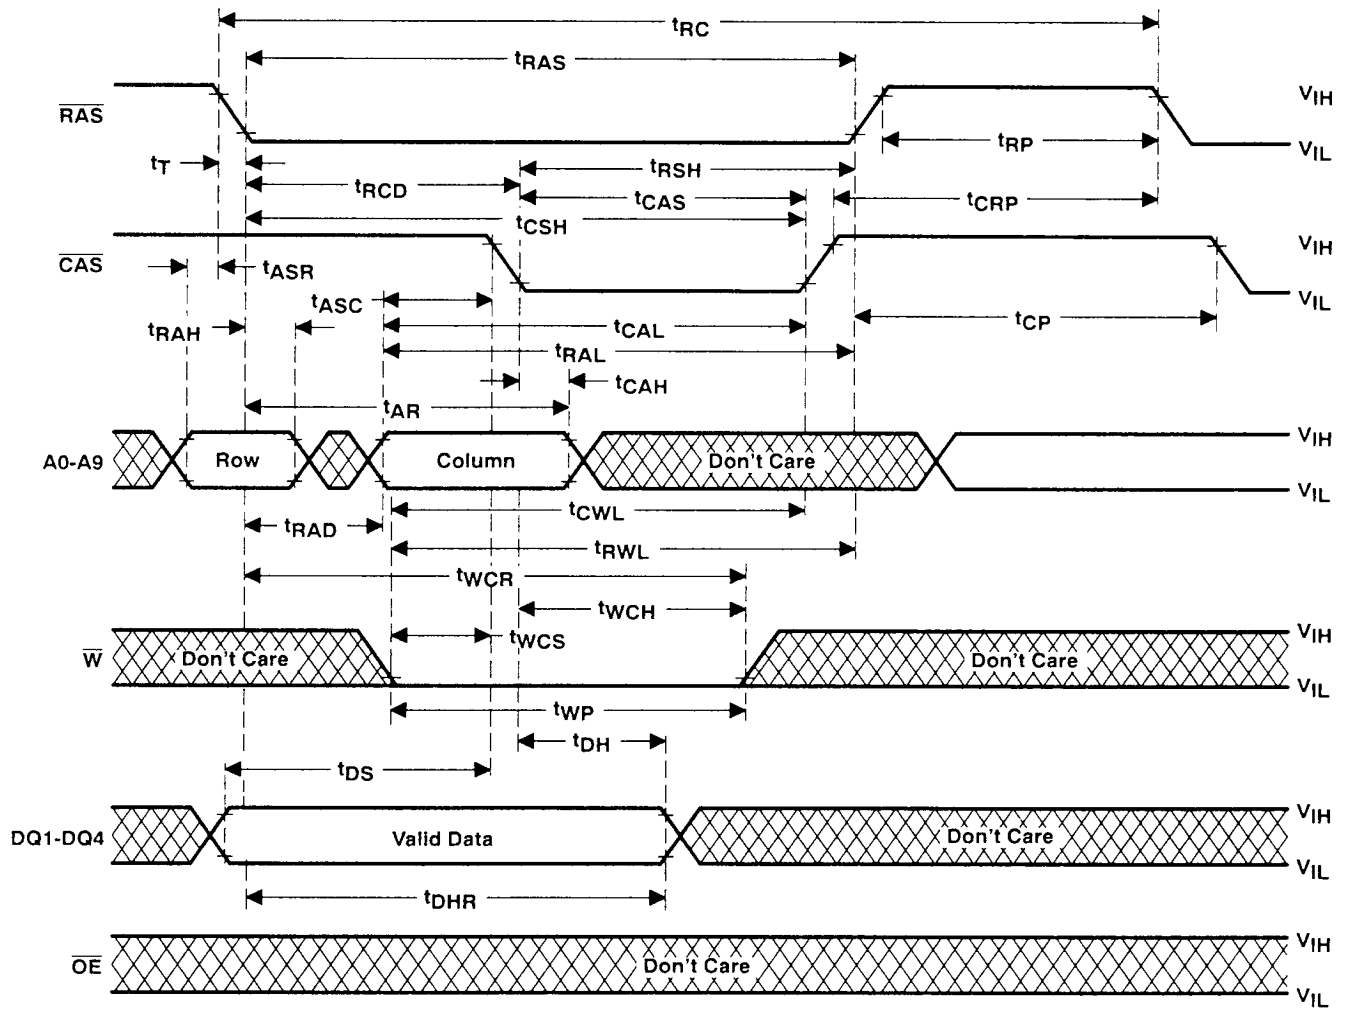 tRC
tRAS
RAS
VIH
tRP
VIL
tT
tRSH
tRCD
tCAS
tCRP
tCSH
CAS
VIH
tASR
tASC
VIL
tRAH
tCAL
tCP
tRAL
tCAH
tAR
A0-A9
Row
Column
Don't Care
VIH
VIL
tCWL
tRAD
tRWL
tWCR
tWCH
tWCS
W
Don't Care
Don't Care
VIH
VIL
tWP
tDH
tDS
DQ1-DQ4
Valid Data
Don't Care
VIH
VIL
tDHR
OE
Don't Care
VIH
VIL